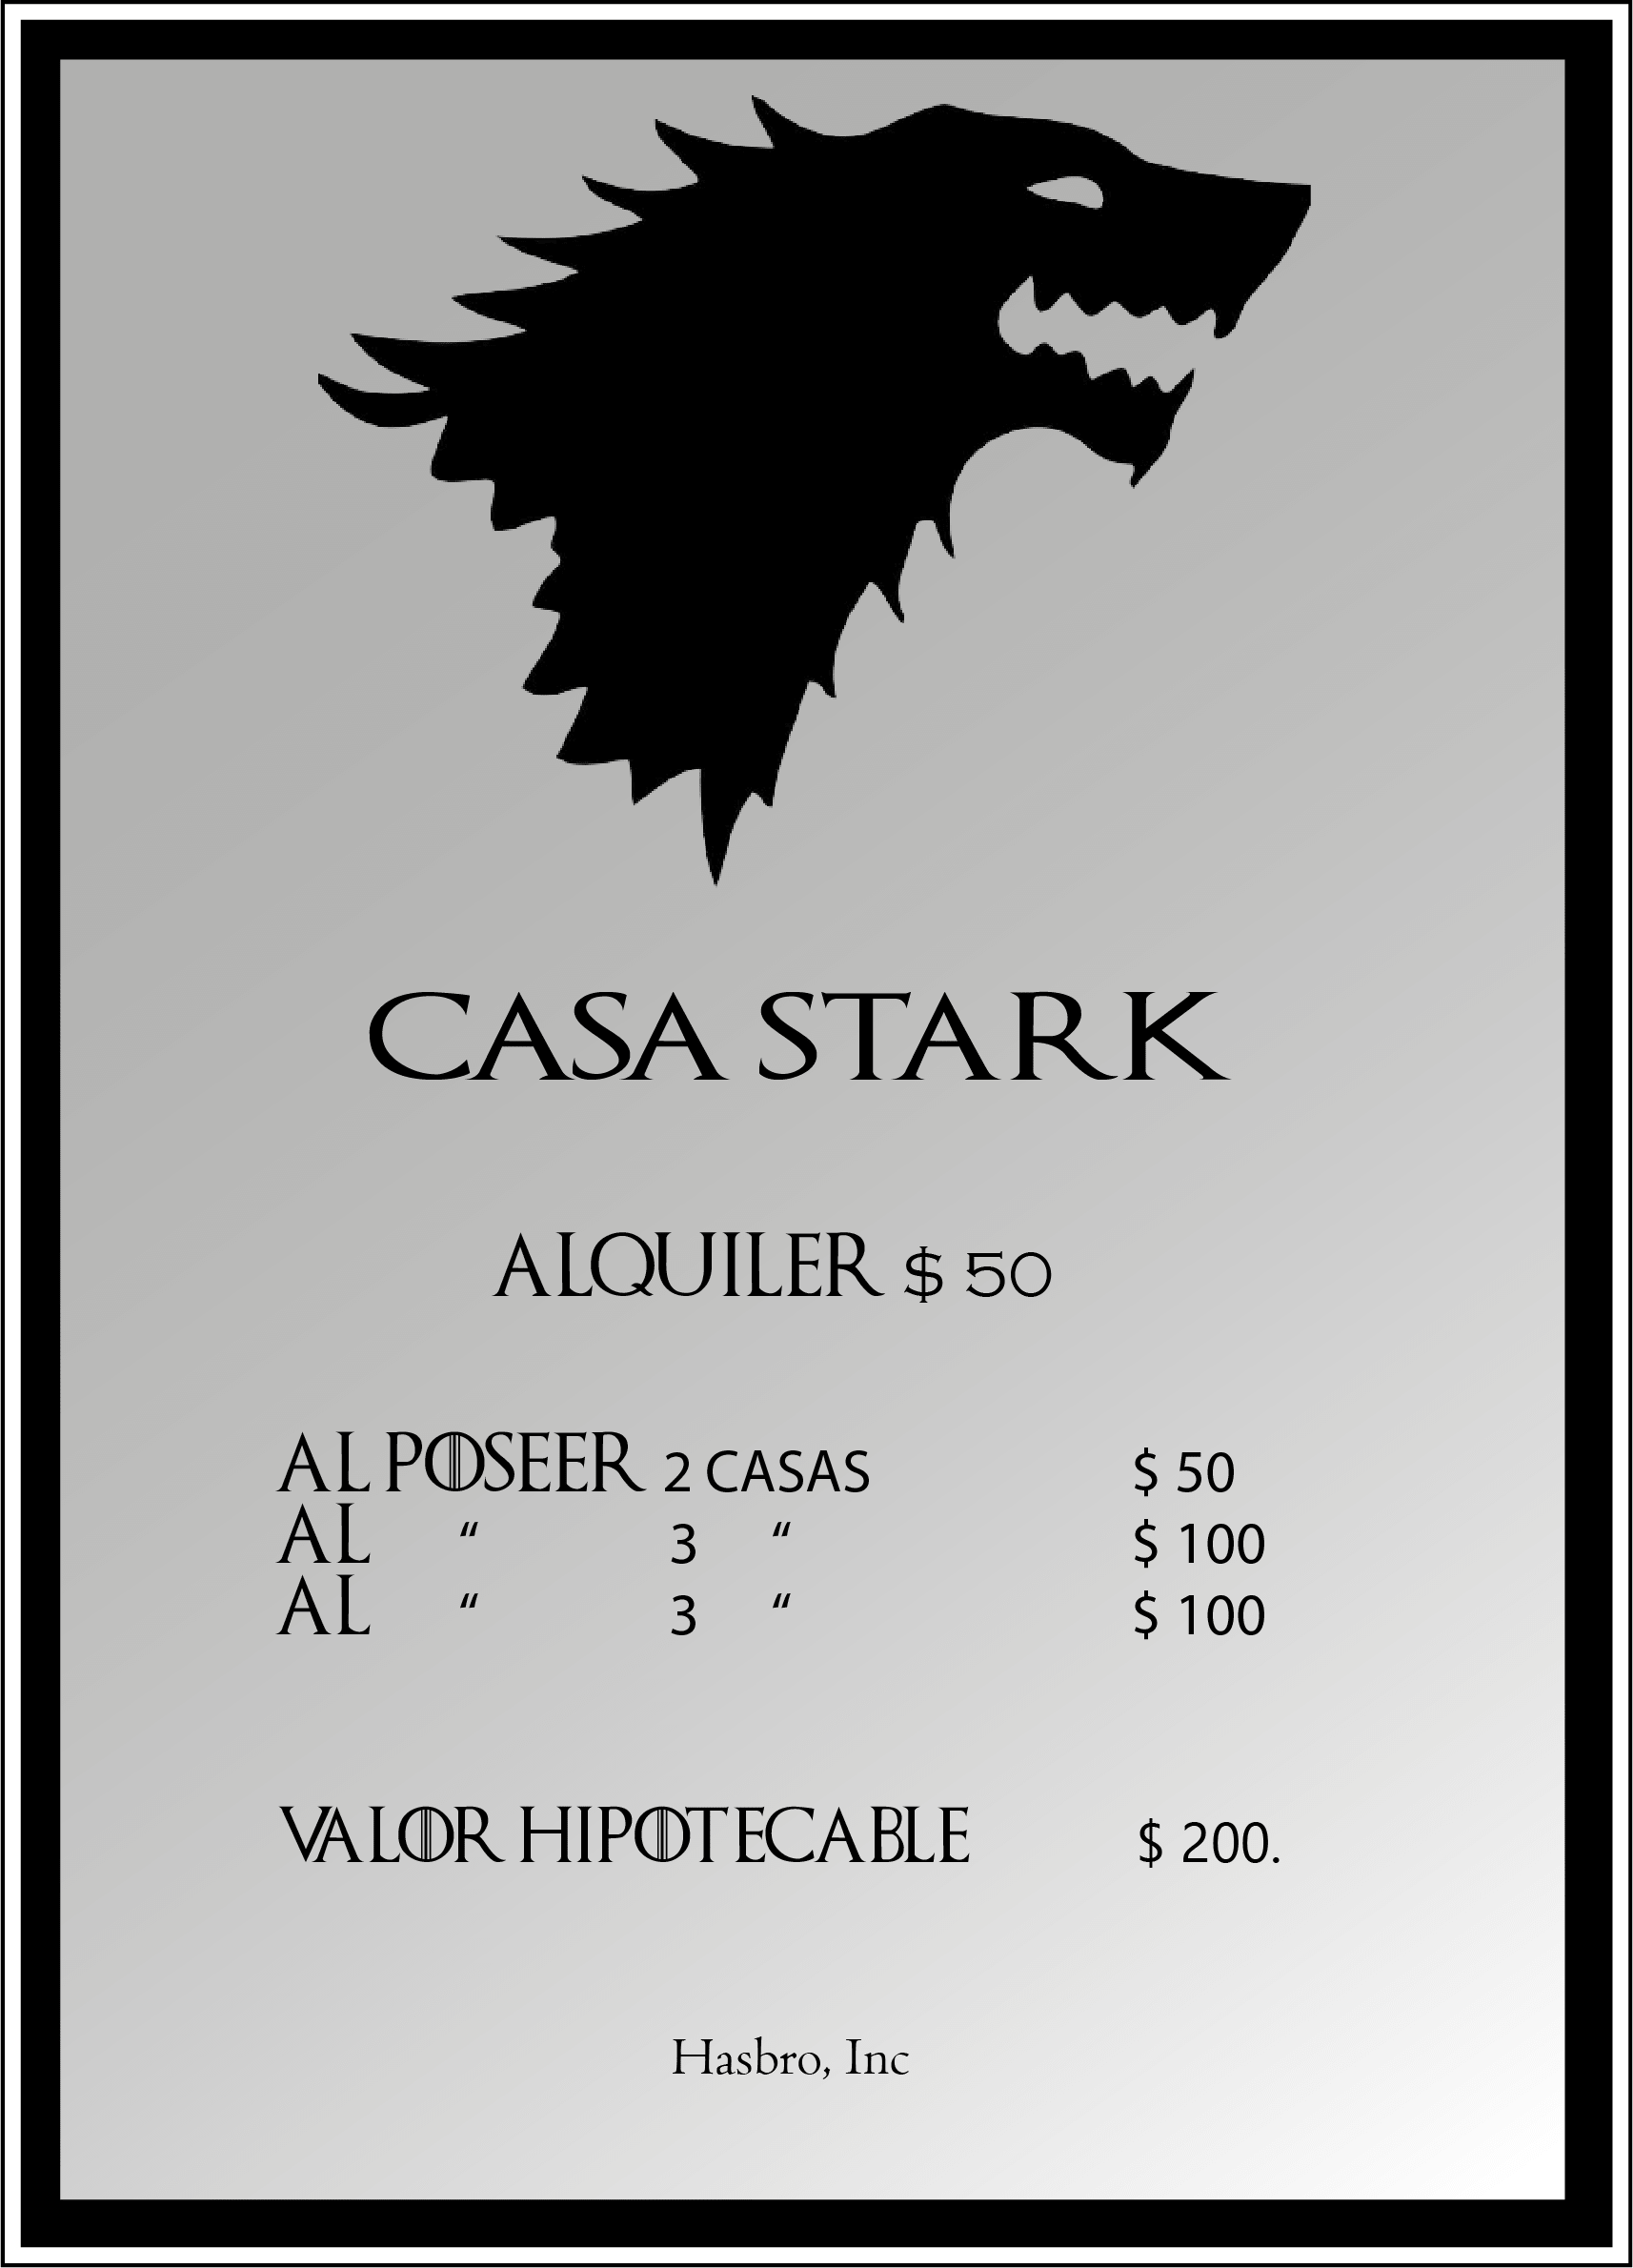 CASA STARK
ALQUILER $ 50
AL POSEER 2 CASAS $ 50
AL “ 3 “ $ 100
AL “ 3 “ $ 100
VALOR HIPOTECABLE $ 200.
Hasbro, Inc